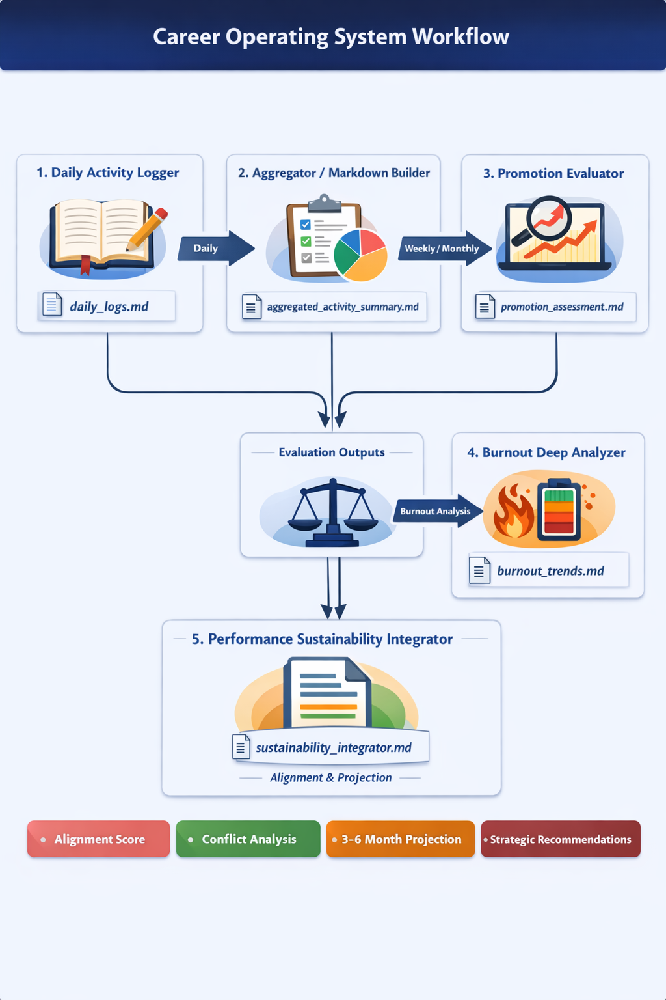 Career Operating System Workflow
1. Daily Activity Logger
2. Aggregator / Markdown Builder
3. Promotion Evaluator
Daily
Weekly / Monthly
daily_logs.md
aggregated_activity_summary.md
promotion_assessment.md
Evaluation Outputs
4. Burnout Deep Analyzer
Burnout Analysis
burnout_trends.md
5. Performance Sustainability Integrator
sustainability_integrator.md
Alignment & Projection
• Alignment Score
• Conflict Analysis
• 3-6 Month Projection
• Strategic Recommendations